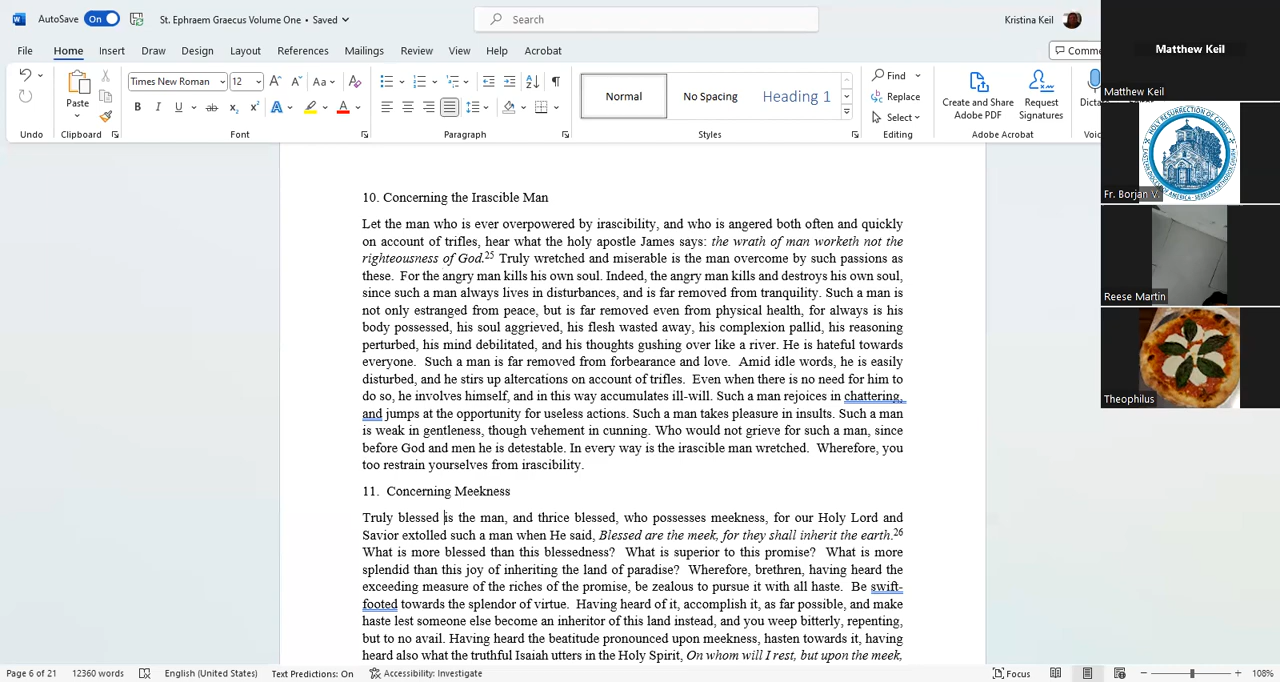 AutoSave On St. Ephraem Graecus Volume One • Saved Search Kristina Keil
File Home Insert Draw Design Layout References Mailings Review View Help Acrobat Comme
Times New Roman 12 Aa
Paste B I U ab x2 x2 A A
Normal No Spacing Heading 1
Find
Replace
Select
Create and Share Adobe PDF
Request Signatures
Dicta
Undo Clipboard Font Paragraph Styles Editing Adobe Acrobat Voi
10. Concerning the Irascible Man
Let the man who is ever overpowered by irascibility, and who is angered both often and quickly
on account of trifles, hear what the holy apostle James says: the wrath of man worketh not the
righteousness of God.25 Truly wretched and miserable is the man overcome by such passions as
these. For the angry man kills his own soul. Indeed, the angry man kills and destroys his own soul,
since such a man always lives in disturbances, and is far removed from tranquility. Such a man is
not only estranged from peace, but is far removed even from physical health, for always is his
body possessed, his soul aggrieved, his flesh wasted away, his complexion pallid, his reasoning
perturbed, his mind debilitated, and his thoughts gushing over like a river. He is hateful towards
everyone. Such a man is far removed from forbearance and love. Amid idle words, he is easily
disturbed, and he stirs up altercations on account of trifles. Even when there is no need for him to
do so, he involves himself, and in this way accumulates ill-will. Such a man rejoices in chattering,
and jumps at the opportunity for useless actions. Such a man takes pleasure in insults. Such a man
is weak in gentleness, though vehement in cunning. Who would not grieve for such a man, since
before God and men he is detestable. In every way is the irascible man wretched. Wherefore, you
too restrain yourselves from irascibility.
11. Concerning Meekness
Truly blessed is the man, and thrice blessed, who possesses meekness, for our Holy Lord and
Savior extolled such a man when He said, Blessed are the meek, for they shall inherit the earth.26
What is more blessed than this blessedness? What is superior to this promise? What is more
splendid than this joy of inheriting the land of paradise? Wherefore, brethren, having heard the
exceeding measure of the riches of the promise, be zealous to pursue it with all haste. Be swift-
footed towards the splendor of virtue. Having heard of it, accomplish it, as far possible, and make
haste lest someone else become an inheritor of this land instead, and you weep bitterly, repenting,
but to no avail. Having heard the beatitude pronounced upon meekness, hasten towards it, having
heard also what the truthful Isaiah utters in the Holy Spirit, On whom will I rest, but upon the meek,
Page 6 of 21 12360 words English (United States) Text Predictions: On Accessibility: Investigate Focus 108%
Matthew Keil
Matthew Keil
HOLY RESURRECTION OF CHRIST
Fr. Borjan V.
Reese Martin
Theophilus